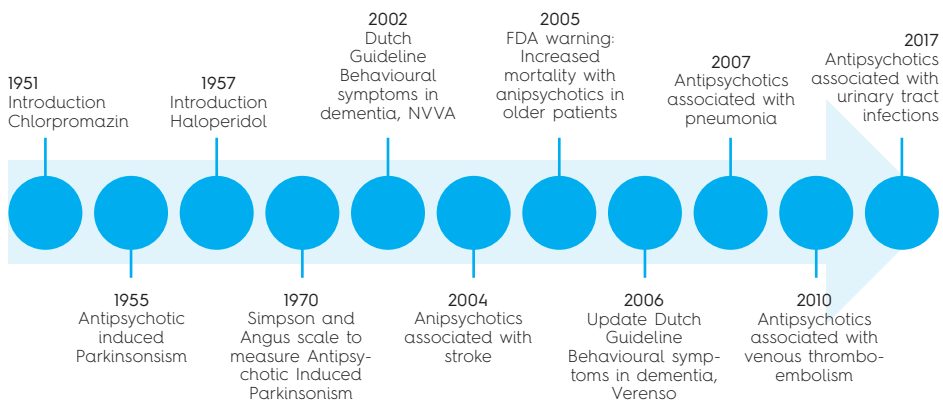 1951
Introduction
Chlorpromazin
1955
Antipsychotic
induced
Parkinsonsism
1957
Introduction
Haloperidol
1970
Simpson and
Angus scale to
measure Antipsy-
chotic Induced
Parkinsonism
2002
Dutch
Guideline
Behavioural
symptoms in
dementia, NVVA
2004
Anipsychotics
associated with
stroke
2005
FDA warning:
Increased
mortality with
anipsychotics in
older patients
2006
Update Dutch
Guideline
Behavioural symp-
toms in dementia,
Verenso
2007
Antipsychotics
associated with
pneumonia
2010
Antipsychotics
associated with
venous thrombo-
embolism
2017
Antipsychotics
associated with
urinary tract
infections